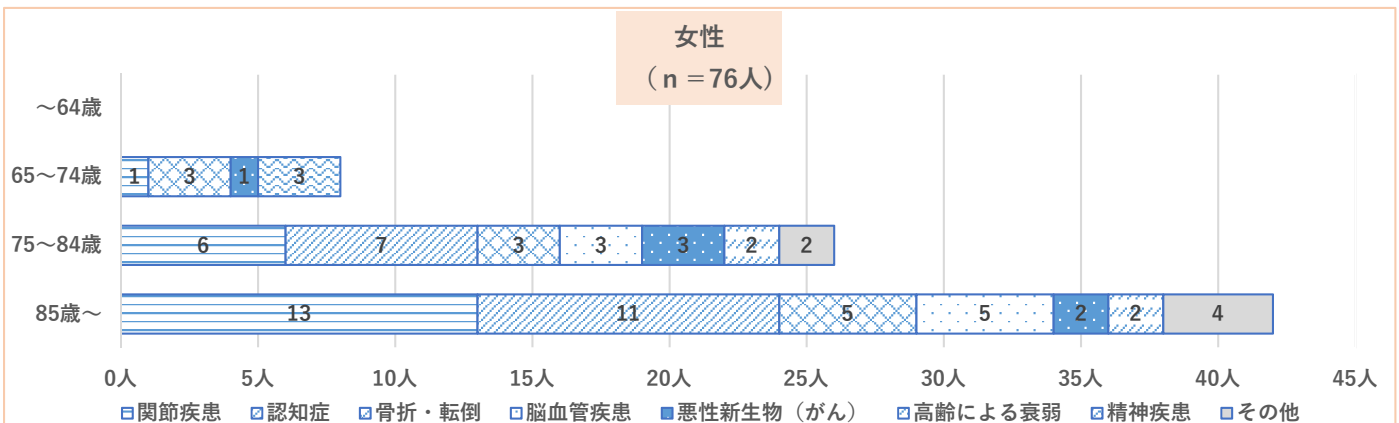 女性
（ｎ＝76人）
～64歳
65～74歳 1 3 1 3
75～84歳 6 7 3 3 3 2 2
85歳～ 13 11 5 5 2 2 4
0人 5人 10人 15人 20人 25人 30人 35人 40人 45人
関節疾患 認知症 骨折・転倒 脳血管疾患 悪性新生物（がん） 高齢による衰弱 精神疾患 その他